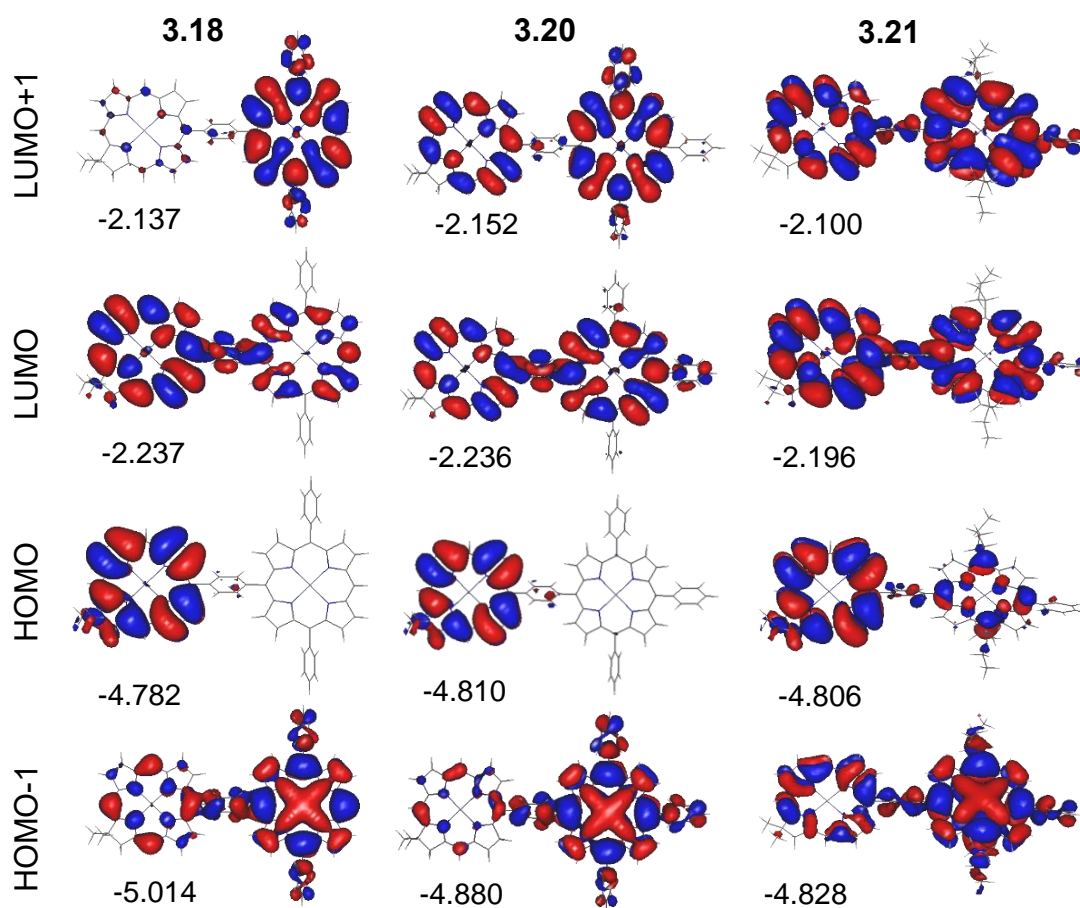 3.18 3.20 3.21
LUMO+1
-2.137 -2.152 -2.100
LUMO
-2.237 -2.236 -2.196
HOMO
-4.782 -4.810 -4.806
HOMO-1
-5.014 -4.880 -4.828